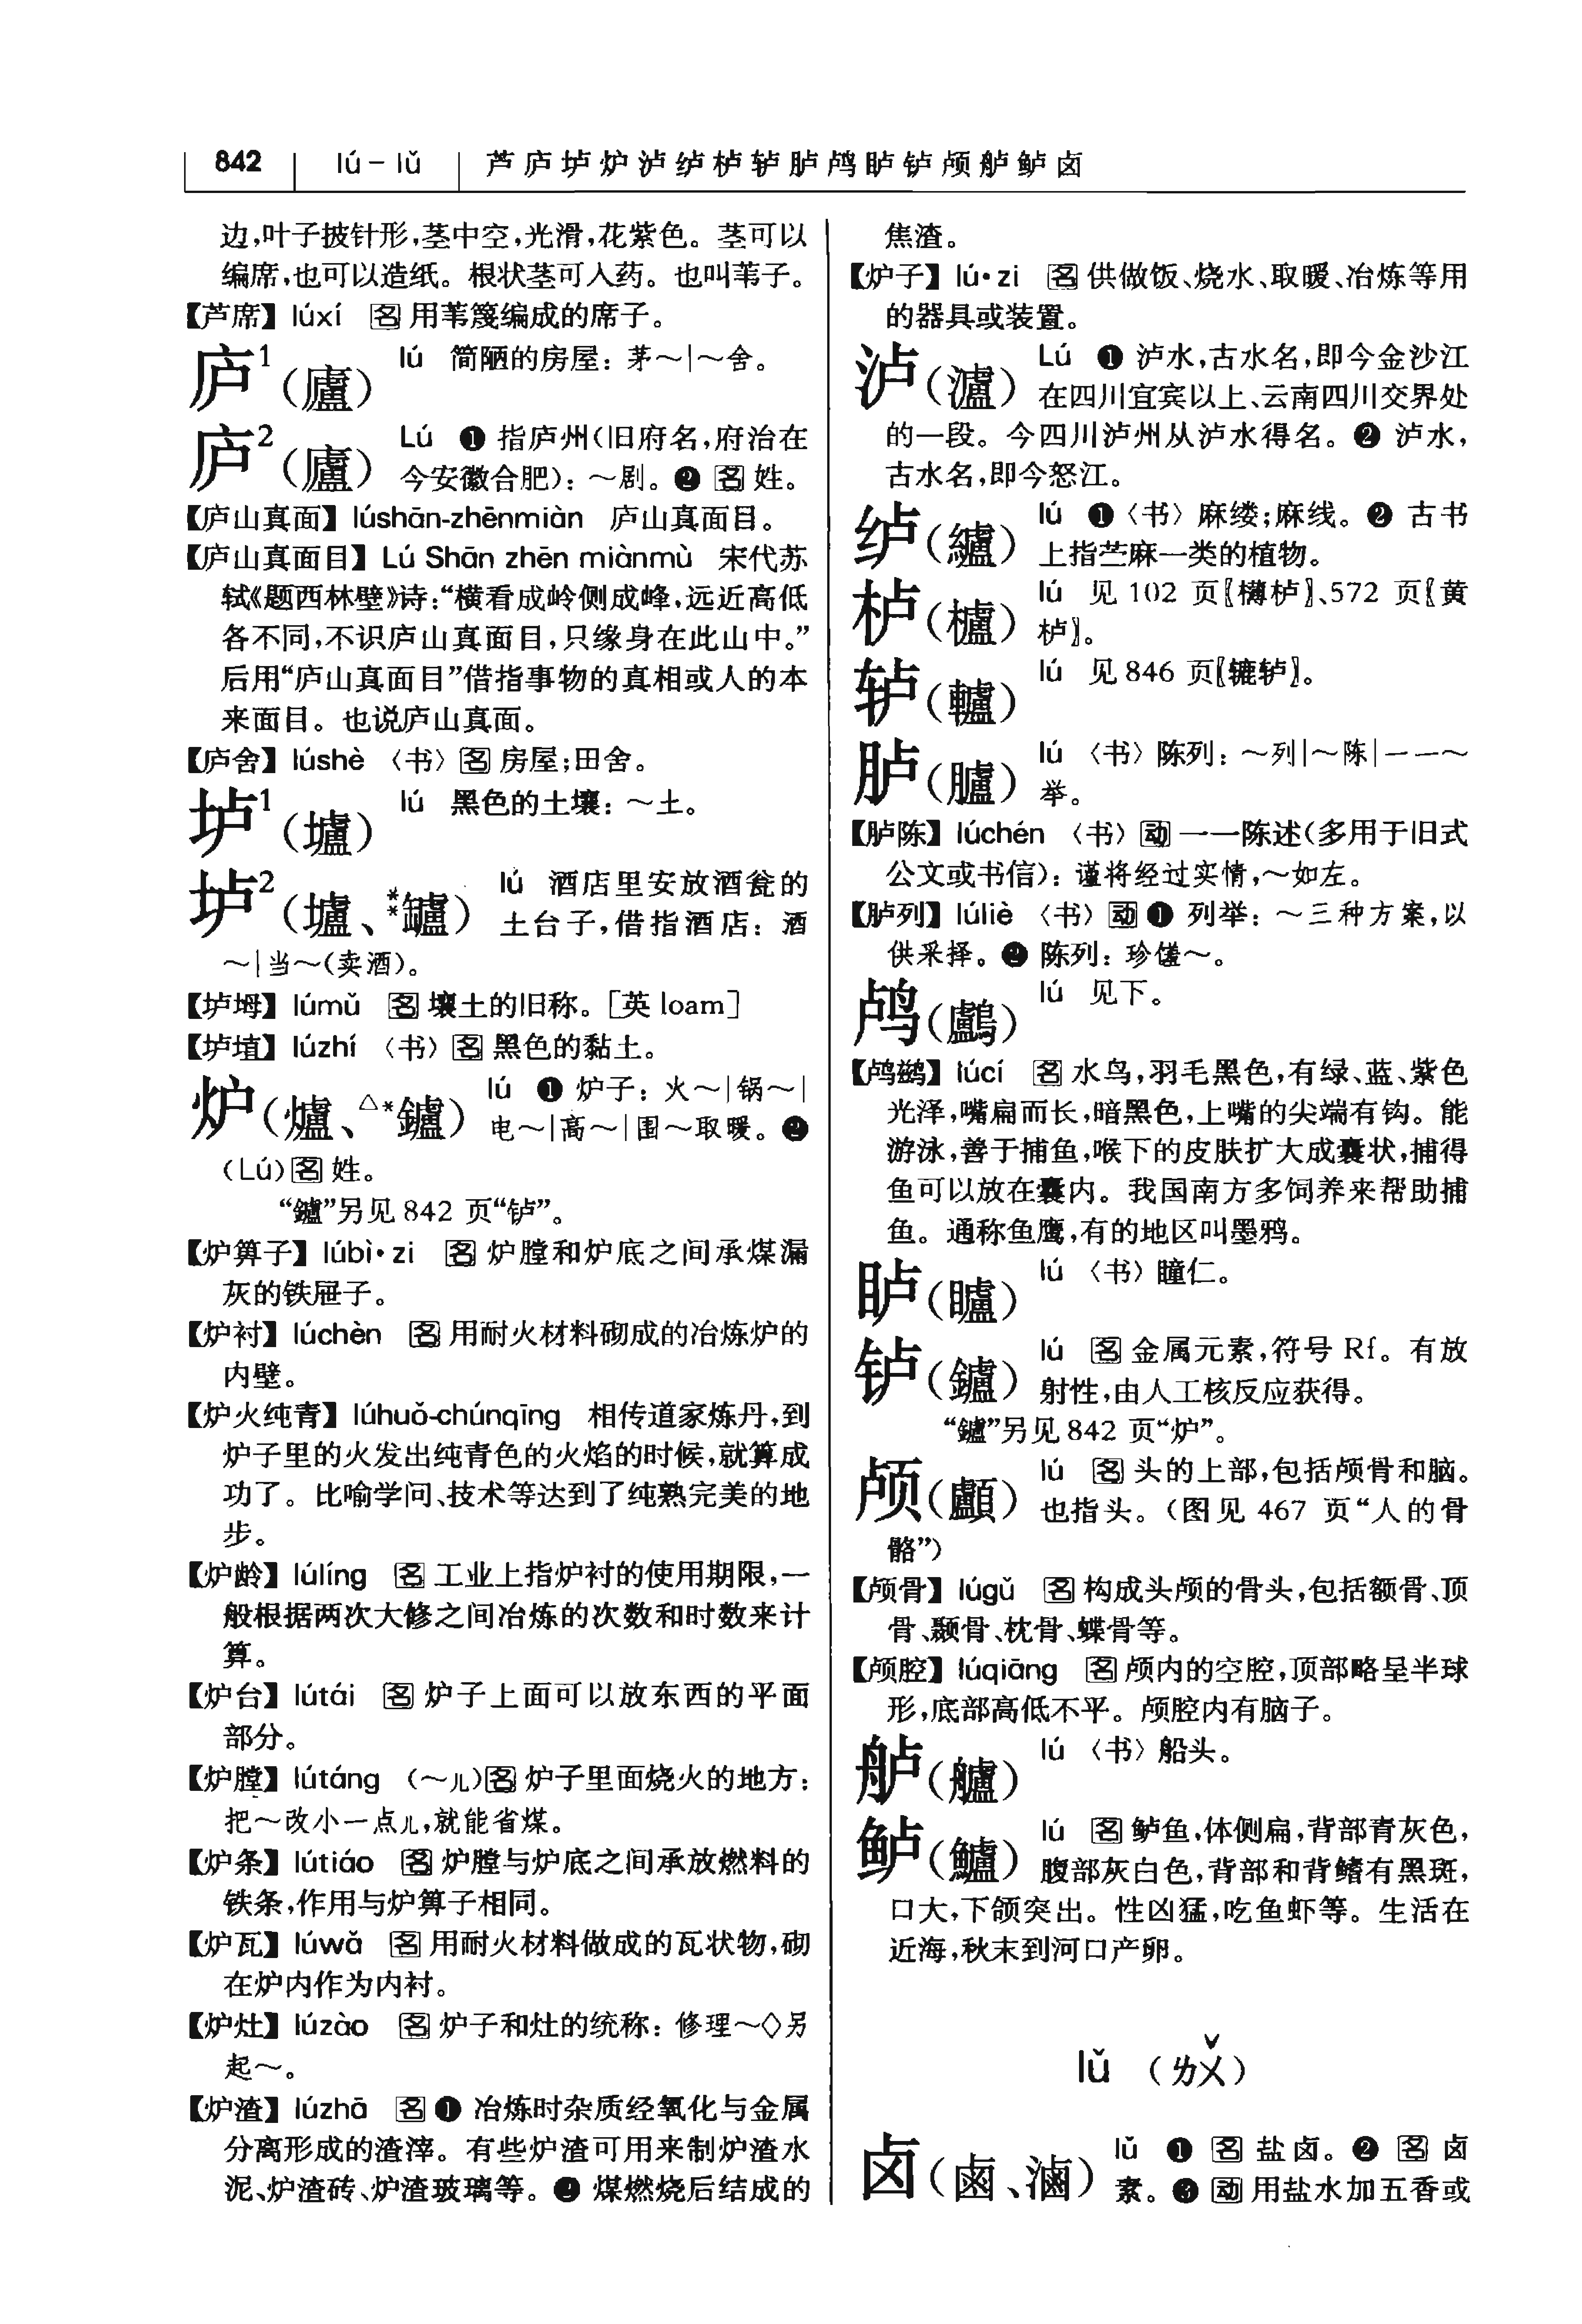 842 lú－lǔ 芦庐垆炉泸纑栌轳胪鸬眬铲颅舻鲈卤
边,叶子披针形,茎中空,光滑,花紫色。茎可以
编席,也可以造纸。根状茎可入药。也叫苇子。
【芦席】lúxí 名 用苇篾编成的席子。
庐¹（廬） lú 简陋的房屋：茅～|～舍。
庐²（廬） Lú ❶ 指庐州(旧府名,府治在
今安徽合肥)：～剧。❷ 名 姓。
【庐山真面】lúshān-zhēnmiàn 庐山真面目。
【庐山真面目】Lú Shān zhēn miànmù 宋代苏
轼《题西林壁》诗:“横看成岭侧成峰,远近高低
各不同,不识庐山真面目,只缘身在此山中。”
后用“庐山真面目”借指事物的真相或人的本
来面目。也说庐山真面。
【庐舍】lúshè 〈书〉名 房屋;田舍。
垆¹（壚） lú 黑色的土壤：～土。
垆²（壚、**罏） lú 酒店里安放酒瓮的
土台子,借指酒店：酒
～|当～(卖酒)。
【垆坶】lúmǔ 名 壤土的旧称。[英 loam]
【垆埴】lúzhí 〈书〉名 黑色的黏土。
炉（爐、△*鑪） lú ❶ 炉子：火～|锅～|
电～|高～|围～取暖。❷
(Lú)名 姓。
“鑪”另见 842 页“𬬻”。
【炉箅子】lúbì·zi 名 炉膛和炉底之间承煤漏
灰的铁屉子。
【炉衬】lúchèn 名 用耐火材料砌成的冶炼炉的
内壁。
【炉火纯青】lúhuǒ-chúnqīng 相传道家炼丹,到
炉子里的火发出纯青色的火焰的时候,就算成
功了。比喻学问、技术等达到了纯熟完美的地
步。
【炉龄】lúlíng 名 工业上指炉衬的使用期限,一
般根据两次大修之间冶炼的次数和时数来计
算。
【炉台】lútái 名 炉子上面可以放东西的平面
部分。
【炉膛】lútáng (～儿)名 炉子里面烧火的地方：
把～改小一点儿,就能省煤。
【炉条】lútiáo 名 炉膛与炉底之间承放燃料的
铁条,作用与炉箅子相同。
【炉瓦】lúwǎ 名 用耐火材料做成的瓦状物,砌
在炉内作为内衬。
【炉灶】lúzào 名 炉子和灶的统称：修理～◇另
起～。
【炉渣】lúzhā 名 ❶ 冶炼时杂质经氧化与金属
分离形成的渣滓。有些炉渣可用来制炉渣水
泥、炉渣砖、炉渣玻璃等。❷ 煤燃烧后结成的
焦渣。
【炉子】lú·zi 名 供做饭、烧水、取暖、冶炼等用
的器具或装置。
泸（瀘） Lú ❶ 泸水,古水名,即今金沙江
在四川宜宾以上、云南四川交界处
的一段。今四川泸州从泸水得名。❷ 泸水,
古水名,即今怒江。
𬬻（纑） lú ❶〈书〉麻缕;麻线。❷ 古书
上指苎麻一类的植物。
栌（櫨） lú 见 102 页〖欂栌〗、572 页〖黄
栌〗。
轳（轤） lú 见 846 页〖辘轳〗。
胪（臚） lú 〈书〉陈列：～列|～陈|一一～
举。
【胪陈】lúchén 〈书〉动 一一陈述(多用于旧式
公文或书信)：谨将经过实情,～如左。
【胪列】lúliè 〈书〉动 ❶ 列举：～三种方案,以
供采择。❷ 陈列：珍馐～。
鸬（鸕） lú 见下。
【鸬鹚】lúcí 名 水鸟,羽毛黑色,有绿、蓝、紫色
光泽,嘴扁而长,暗黑色,上嘴的尖端有钩。能
游泳,善于捕鱼,喉下的皮肤扩大成囊状,捕得
鱼可以放在囊内。我国南方多饲养来帮助捕
鱼。通称鱼鹰,有的地区叫墨鸦。
（矑） lú 〈书〉瞳仁。
𬬻（鑪） lú 名 金属元素,符号 Rf。有放
射性,由人工核反应获得。
“鑪”另见 842 页“炉”。
颅（顱） lú 名 头的上部,包括颅骨和脑。
也指头。(图见 467 页“人的骨
骼”)
【颅骨】lúgǔ 名 构成头颅的骨头,包括额骨、顶
骨、颞骨、枕骨、蝶骨等。
【颅腔】lúqiāng 名 颅内的空腔,顶部略呈半球
形,底部高低不平。颅腔内有脑子。
舻（艫） lú 〈书〉船头。
鲈（鱸） lú 名 鲈鱼,体侧扁,背部青灰色,
腹部灰白色,背部和背鳍有黑斑,
口大,下颌突出。性凶猛,吃鱼虾等。生活在
近海,秋末到河口产卵。
lǔ （ㄌㄨˇ）
卤（鹵、滷） lǔ ❶ 名 盐卤。❷ 名 卤
素。❸ 动 用盐水加五香或